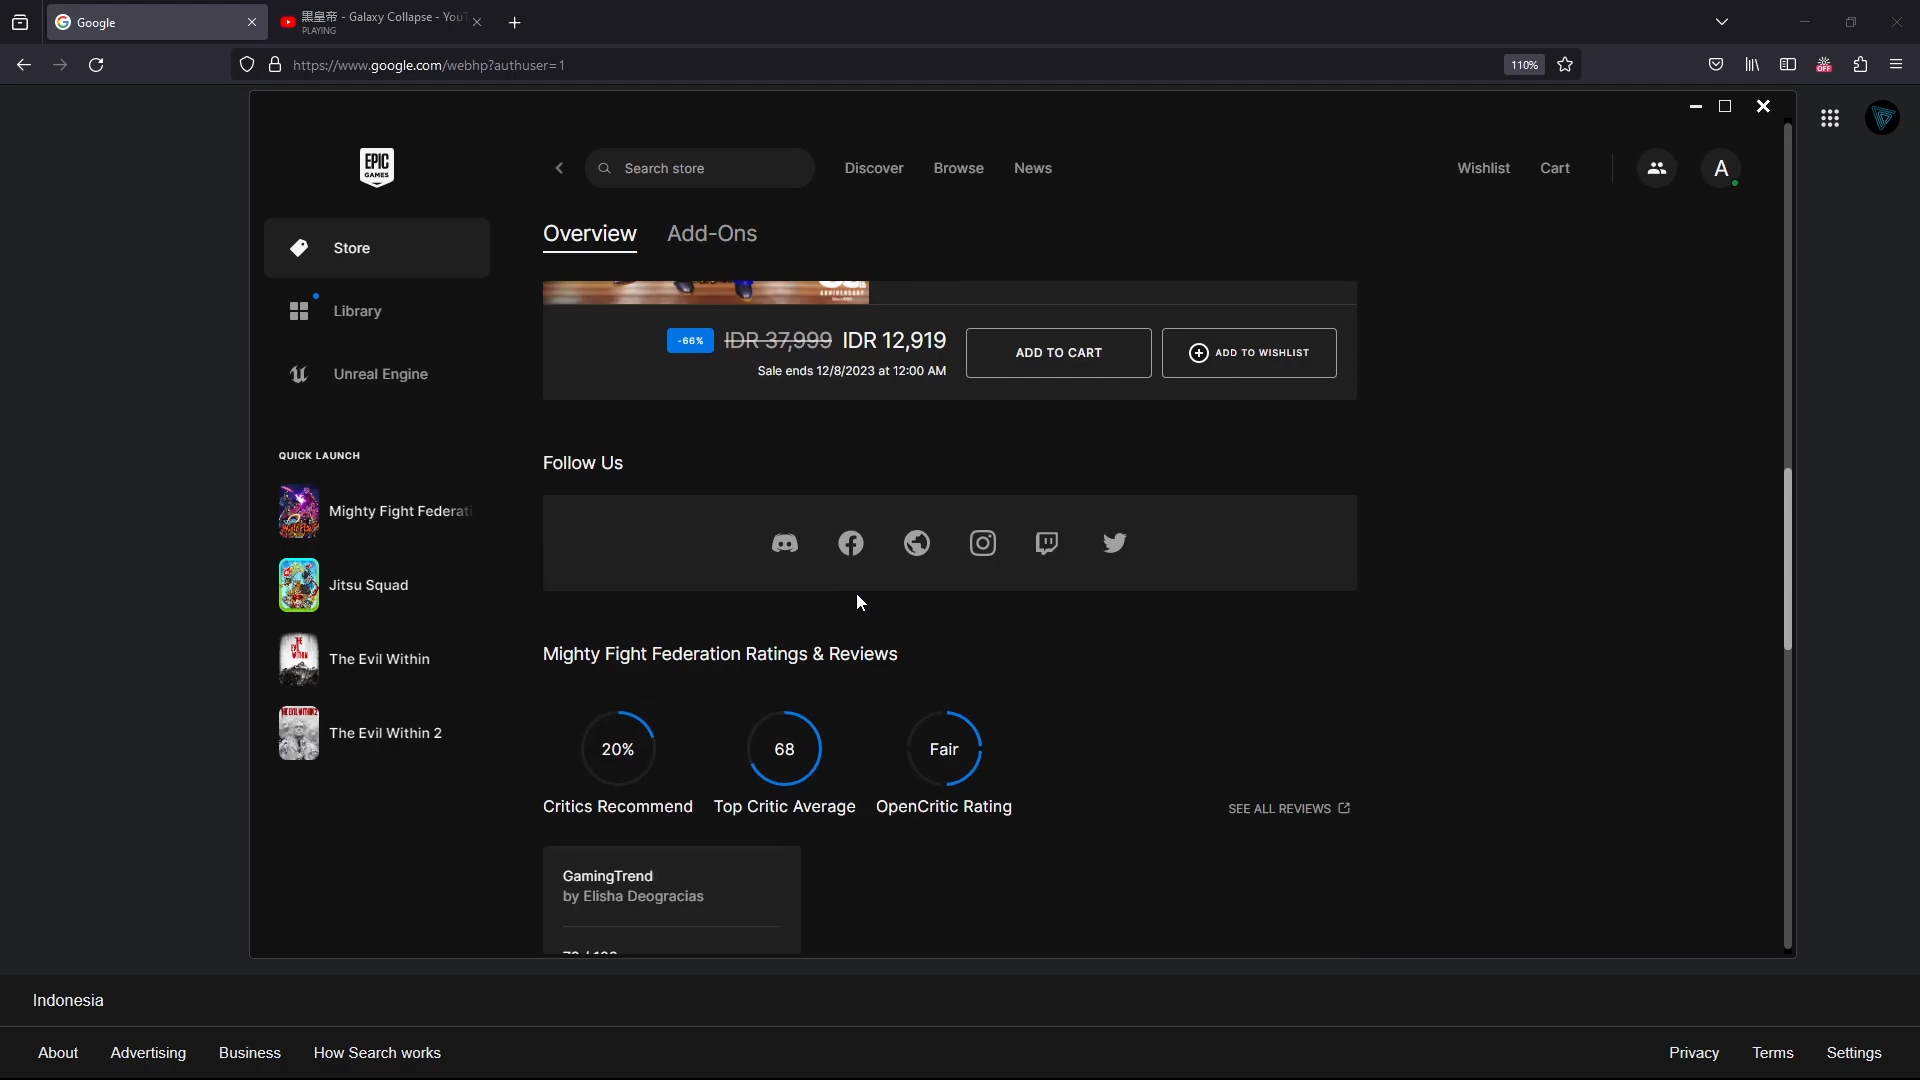 Google
黒皇帝 - Galaxy Collapse - YouT
PLAYING
https://www.google.com/webhp?authuser=1
110%
OFF
EPIC
GAMES
Search store
Discover
Browse
News
Wishlist
Cart
A
Store
Library
Unreal Engine
QUICK LAUNCH
Mighty Fight Federati
Jitsu Squad
The Evil Within
The Evil Within 2
Overview
Add-Ons
ANNIVERSARY
-66%
IDR 37,999
IDR 12,919
Sale ends 12/8/2023 at 12:00 AM
ADD TO CART
ADD TO WISHLIST
Follow Us
Mighty Fight Federation Ratings & Reviews
20%
68
Fair
Critics Recommend
Top Critic Average
OpenCritic Rating
SEE ALL REVIEWS
GamingTrend
by Elisha Deogracias
Indonesia
About
Advertising
Business
How Search works
Privacy
Terms
Settings